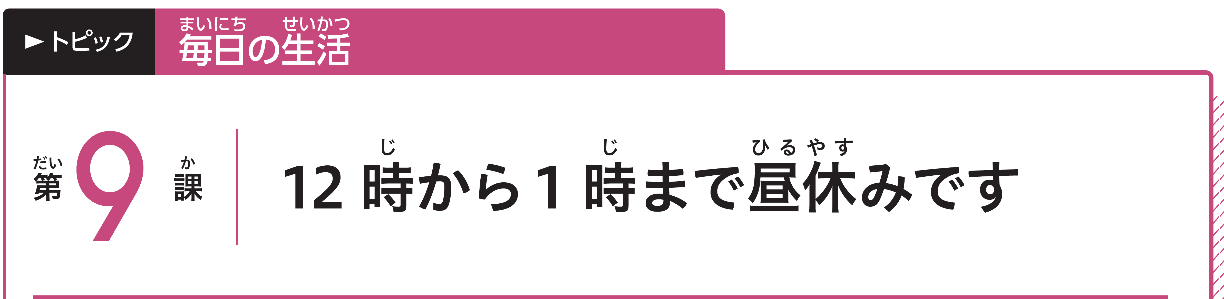 ▶トピック
まいにち せいかつ
毎日の生活
だい か
第9課
じ じ ひるやす
12時から1時まで昼休みです